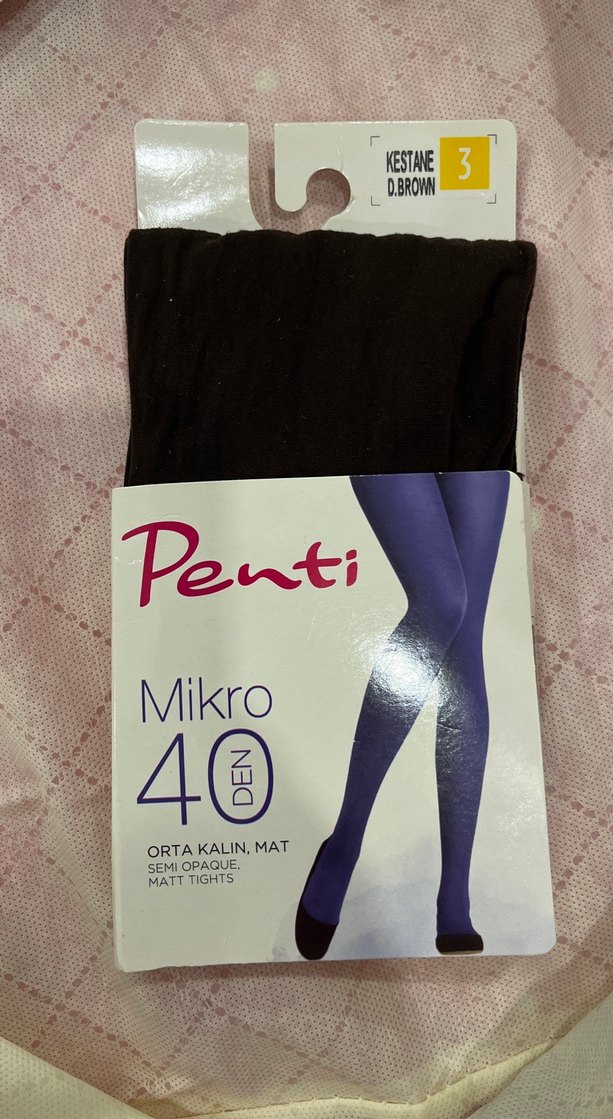 KESTANE
D.BROWN
3
Penti
Mikro
40
DEN
ORTA KALIN, MAT
SEMI OPAQUE,
MATT TIGHTS